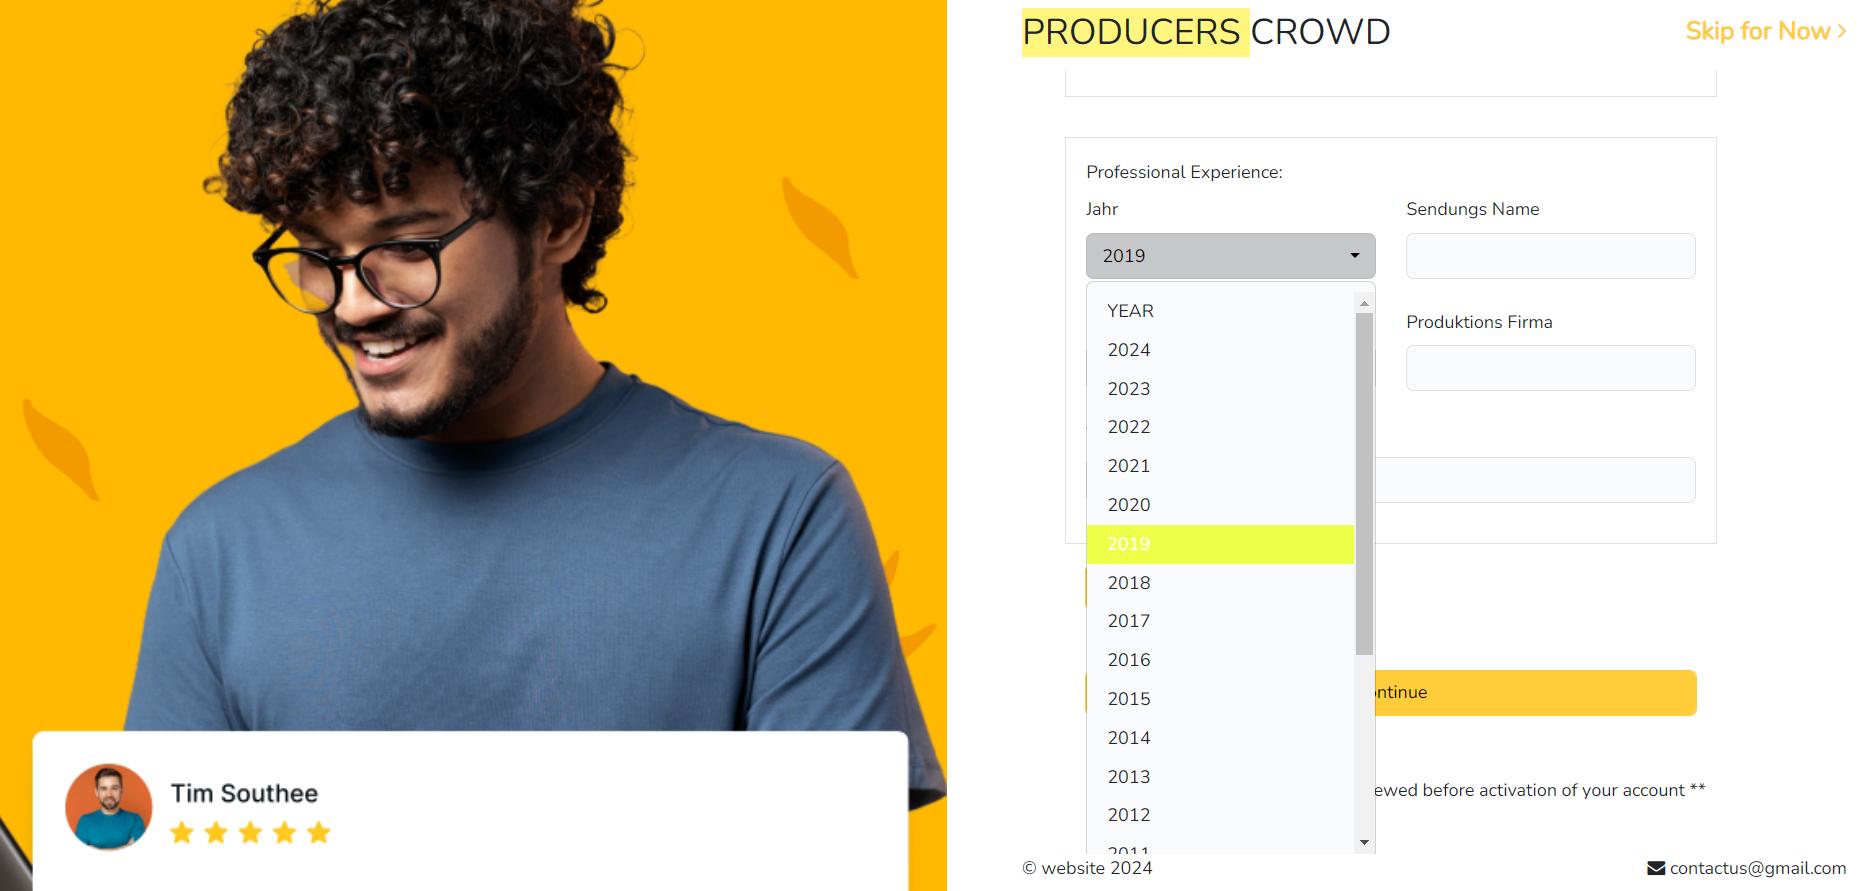 PRODUCERS CROWD
Skip for Now
Professional Experience:
Jahr
Sendungs Name
2019
YEAR
2024
2023
2022
2021
2020
2019
2018
2017
2016
2015
2014
2013
2012
2011
Produktions Firma
ontinue
ewed before activation of your account **
Tim Southee
© website 2024
contactus@gmail.com